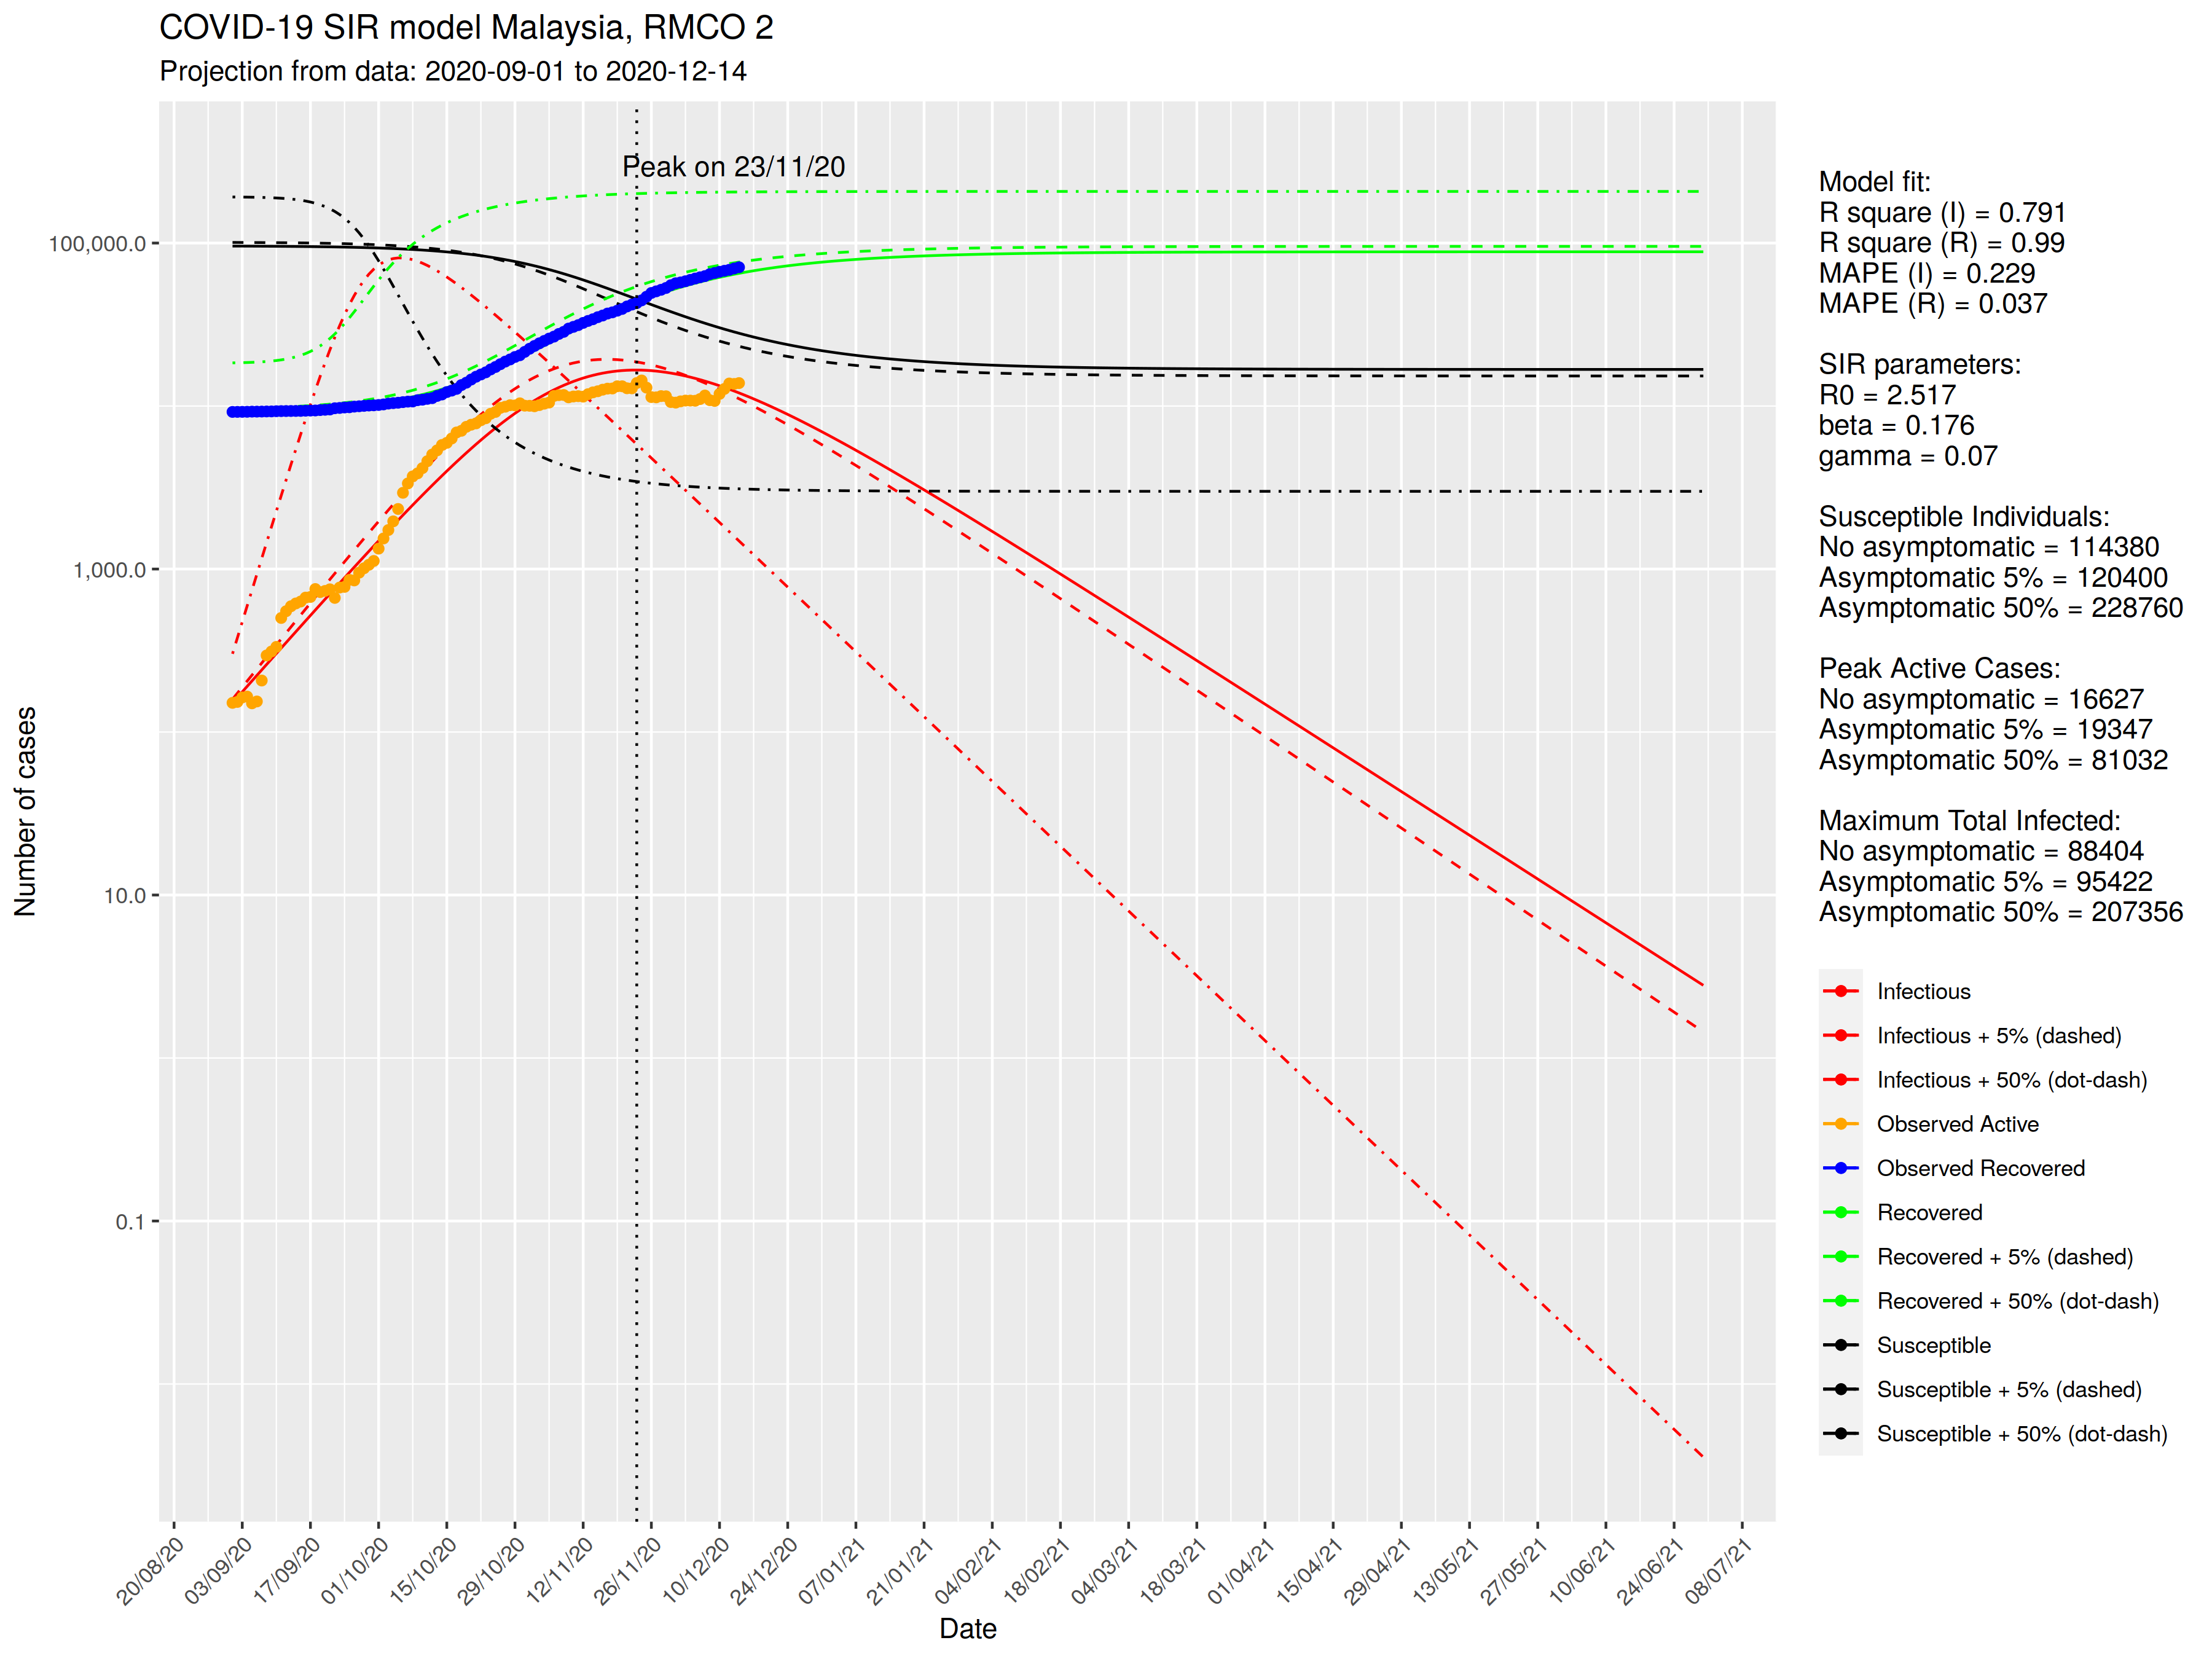 COVID-19 SIR model Malaysia, RMCO 2
Projection from data: 2020-09-01 to 2020-12-14
Peak on 23/11/20
100,000.0
1,000.0
10.0
0.1
Number of cases
20/08/20
03/09/20
17/09/20
01/10/20
15/10/20
29/10/20
12/11/20
26/11/20
10/12/20
24/12/20
07/01/21
21/01/21
04/02/21
18/02/21
04/03/21
18/03/21
01/04/21
15/04/21
29/04/21
13/05/21
27/05/21
10/06/21
24/06/21
08/07/21
Date
Model fit:
R square (I) = 0.791
R square (R) = 0.99
MAPE (I) = 0.229
MAPE (R) = 0.037
SIR parameters:
R0 = 2.517
beta = 0.176
gamma = 0.07
Susceptible Individuals:
No asymptomatic = 114380
Asymptomatic 5% = 120400
Asymptomatic 50% = 228760
Peak Active Cases:
No asymptomatic = 16627
Asymptomatic 5% = 19347
Asymptomatic 50% = 81032
Maximum Total Infected:
No asymptomatic = 88404
Asymptomatic 5% = 95422
Asymptomatic 50% = 207356
Infectious
Infectious + 5% (dashed)
Infectious + 50% (dot-dash)
Observed Active
Observed Recovered
Recovered
Recovered + 5% (dashed)
Recovered + 50% (dot-dash)
Susceptible
Susceptible + 5% (dashed)
Susceptible + 50% (dot-dash)